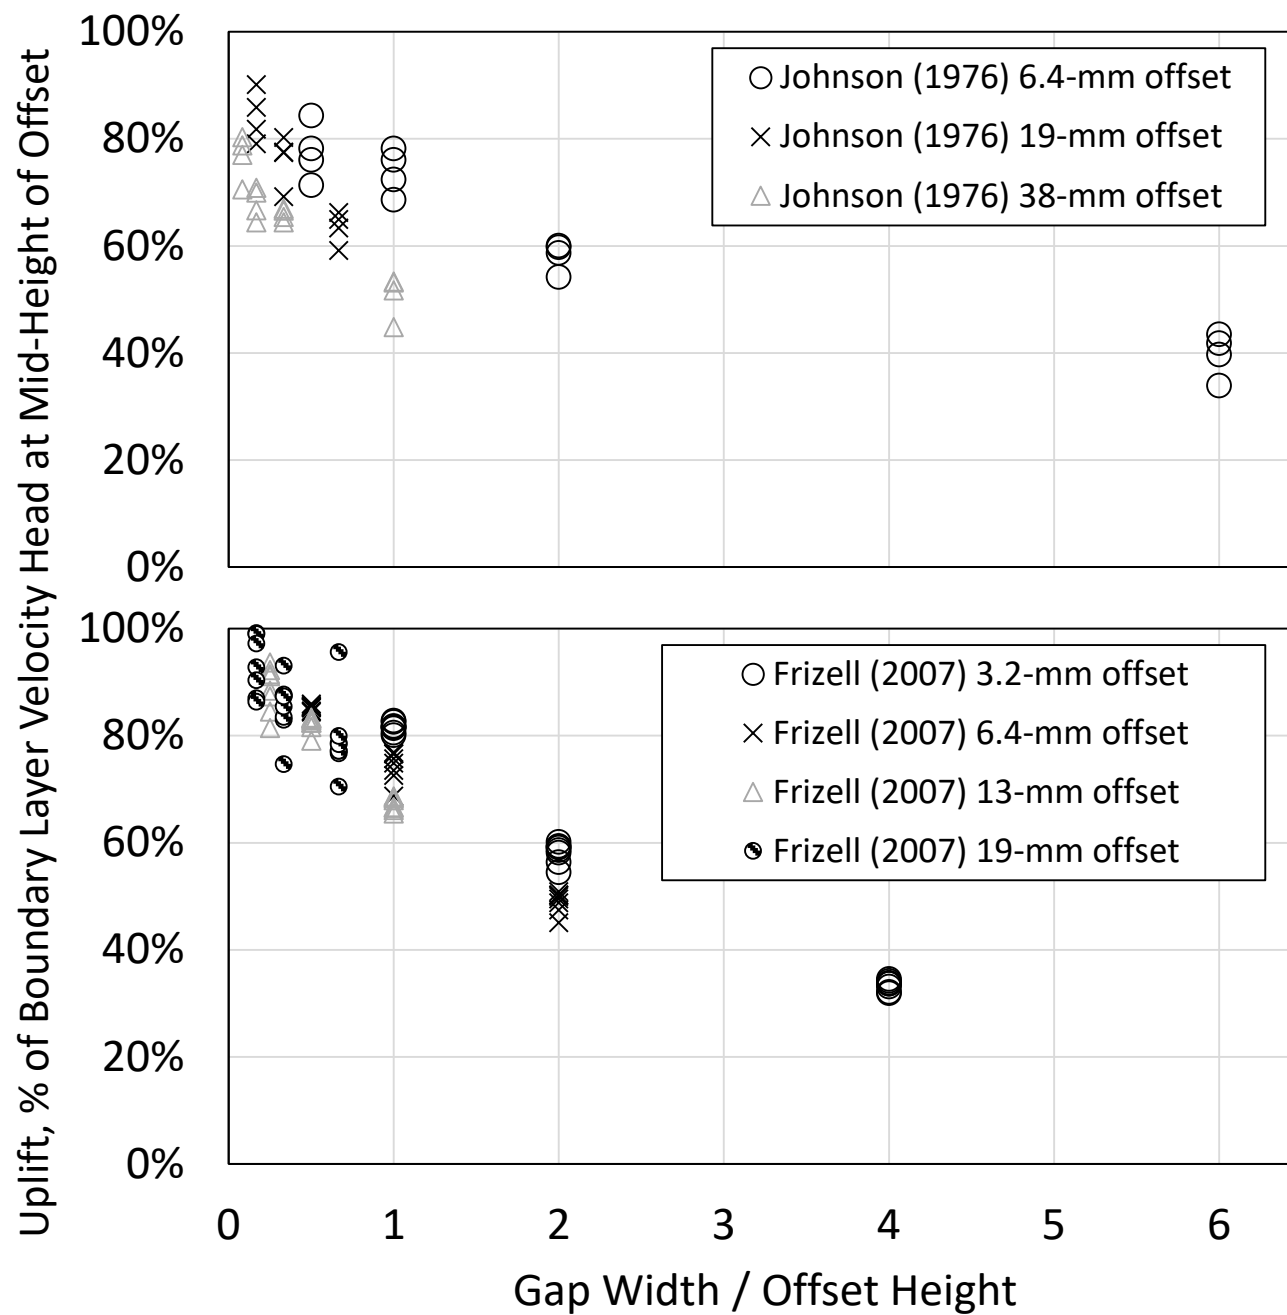 Uplift, % of Boundary Layer Velocity Head at Mid-Height of Offset
100%
80%
60%
40%
20%
0%
Johnson (1976) 6.4-mm offset
Johnson (1976) 19-mm offset
Johnson (1976) 38-mm offset
100%
80%
60%
40%
20%
0%
Frizell (2007) 3.2-mm offset
Frizell (2007) 6.4-mm offset
Frizell (2007) 13-mm offset
Frizell (2007) 19-mm offset
0 1 2 3 4 5 6
Gap Width / Offset Height